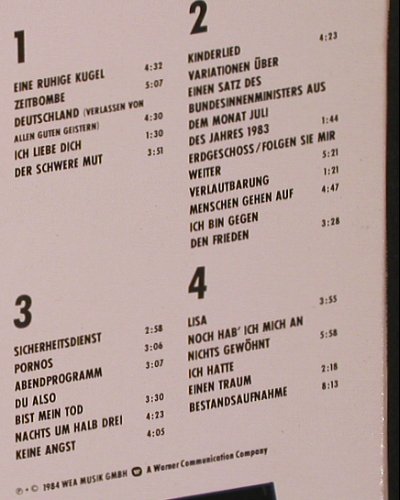 1
EINE RUHIGE KUGEL 4:32
ZEITBOMBE 5:07
DEUTSCHLAND (VERLASSEN VON
ALLEN GUTEN GEISTERN) 4:30
ICH LIEBE DICH 1:30
DER SCHWERE MUT 3:51
2
KINDERLIED 4:23
VARIATIONEN ÜBER
EINEN SATZ DES
BUNDESINNENMINISTERS AUS
DEM MONAT JULI
DES JAHRES 1983 1:44
ERDGESCHOSS/FOLGEN SIE MIR
WEITER 5:21
VERLAUTBARUNG 1:21
MENSCHEN GEHEN AUF 4:47
ICH BIN GEGEN
DEN FRIEDEN 3:28
3
SICHERHEITSDIENST 2:58
PORNOS 3:06
ABENDPROGRAMM 3:07
DU ALSO
BIST MEIN TOD 3:30
NACHTS UM HALB DREI 4:23
KEINE ANGST 4:05
4
LISA 3:55
NOCH HAB' ICH MICH AN
NICHTS GEWÖHNT 5:58
ICH HATTE
EINEN TRAUM 2:18
BESTANDSAUFNAHME 8:13
℗ • © 1984 WEA MUSIK GMBH A Warner Communication Company